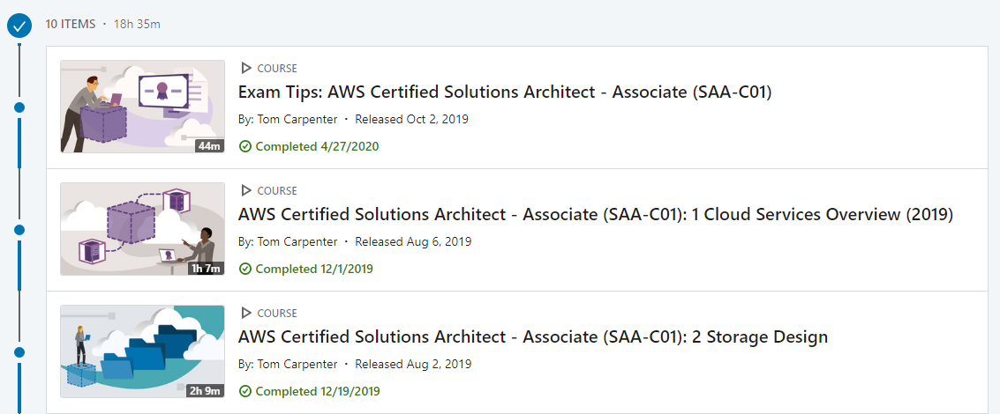 10 ITEMS · 18h 35m
COURSE
Exam Tips: AWS Certified Solutions Architect - Associate (SAA-C01)
By: Tom Carpenter · Released Oct 2, 2019
44m
Completed 4/27/2020
COURSE
AWS Certified Solutions Architect - Associate (SAA-C01): 1 Cloud Services Overview (2019)
By: Tom Carpenter · Released Aug 6, 2019
1h 7m
Completed 12/1/2019
COURSE
AWS Certified Solutions Architect - Associate (SAA-C01): 2 Storage Design
By: Tom Carpenter · Released Aug 2, 2019
2h 9m
Completed 12/19/2019